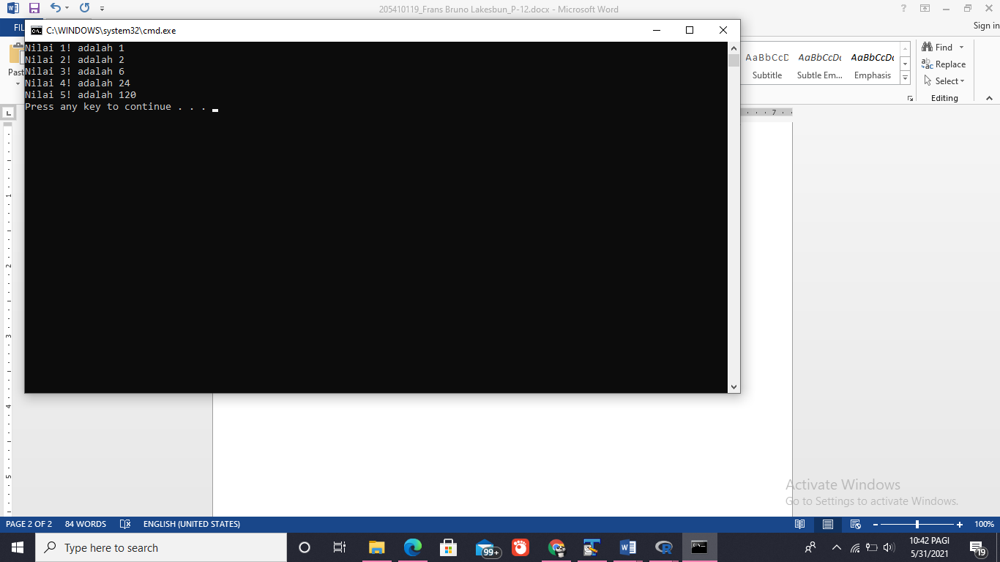 205410119_Frans Bruno Lakesbun_P-12.docx - Microsoft Word
FIL
Sign in
C:\WINDOWS\system32\cmd.exe
Nilai 1! adalah 1
Nilai 2! adalah 2
Nilai 3! adalah 6
Nilai 4! adalah 24
Nilai 5! adalah 120
Press any key to continue . . .
Past
AaBbCcD AaBbCcDc AaBbCcDc
Subtitle Subtle Em... Emphasis
Find
Replace
Select
Editing
7
1
2
3
4
5
Activate Windows
Go to Settings to activate Windows.
PAGE 2 OF 2 84 WORDS ENGLISH (UNITED STATES) 100%
Type here to search
99+
10:42 PAGI
5/31/2021
19